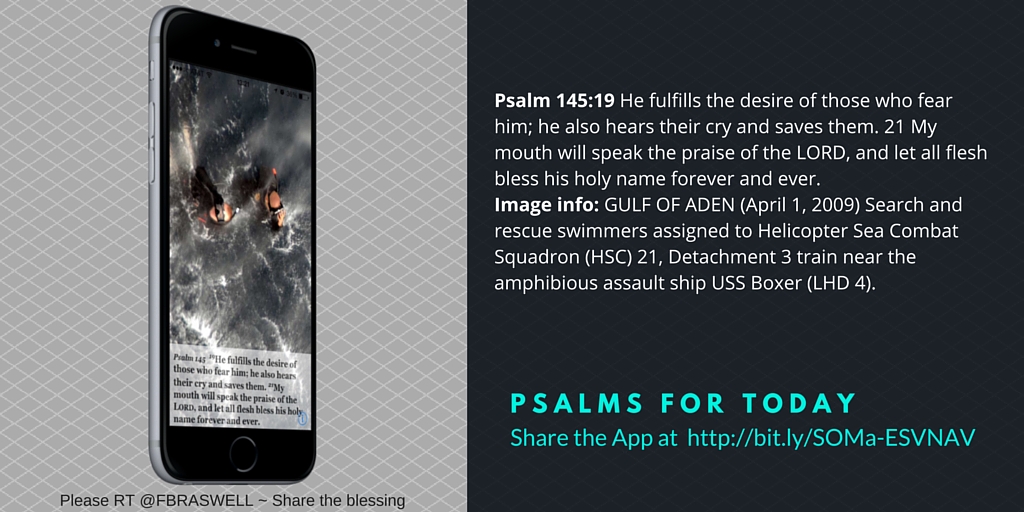 12:21
Psalm 145 ¹⁹He fulfills the desire of
those who fear him; he also hears
their cry and saves them. ²¹My
mouth will speak the praise of the
LORD, and let all flesh bless his holy
name forever and ever.
Please RT @FBRASWELL ~ Share the blessing
Psalm 145:19 He fulfills the desire of those who fear
him; he also hears their cry and saves them. 21 My
mouth will speak the praise of the LORD, and let all flesh
bless his holy name forever and ever.
Image info: GULF OF ADEN (April 1, 2009) Search and
rescue swimmers assigned to Helicopter Sea Combat
Squadron (HSC) 21, Detachment 3 train near the
amphibious assault ship USS Boxer (LHD 4).
PSALMS FOR TODAY
Share the App at http://bit.ly/SOMa-ESVNAV